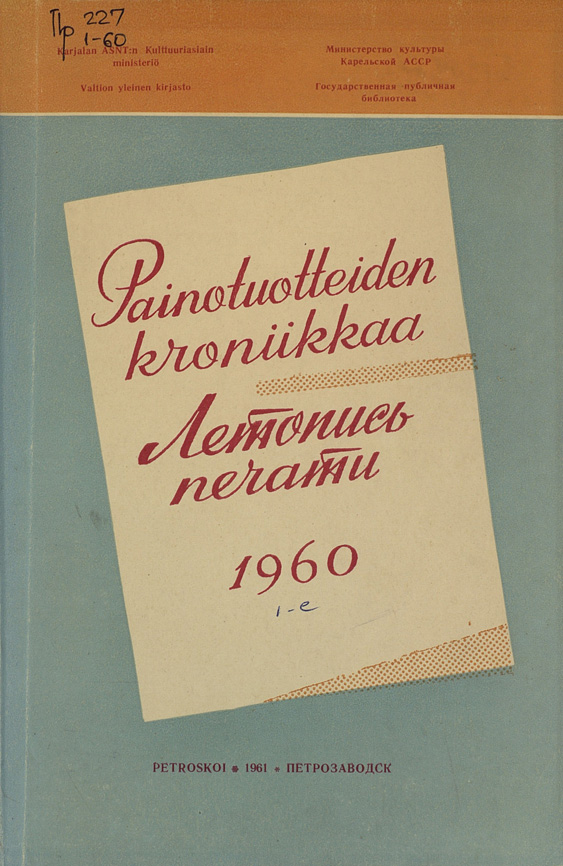 Пр 227
1-60
Karjalan ASNT:n Kulttuuriasiain
ministeriö
Valtion yleinen kirjasto
Министерство культуры
Карельской АССР
Государственная публичная
библиотека
Painotuotteiden
kroniikkaa
Летопись
печати
1960
1-е
PETROSKOI * 1961 * ПЕТРОЗАВОДСК